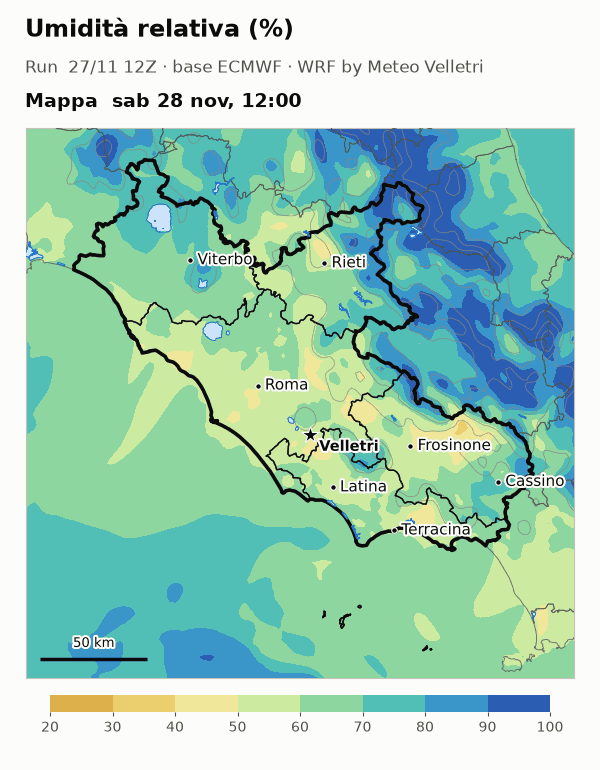 Umidità relativa (%)
Run  27/11 12Z · base ECMWF · WRF by Meteo Velletri
Mappa  sab 28 nov, 12:00
Viterbo
Rieti
Roma
Velletri
Frosinone
Cassino
Latina
Terracina
50 km
20 30 40 50 60 70 80 90 100